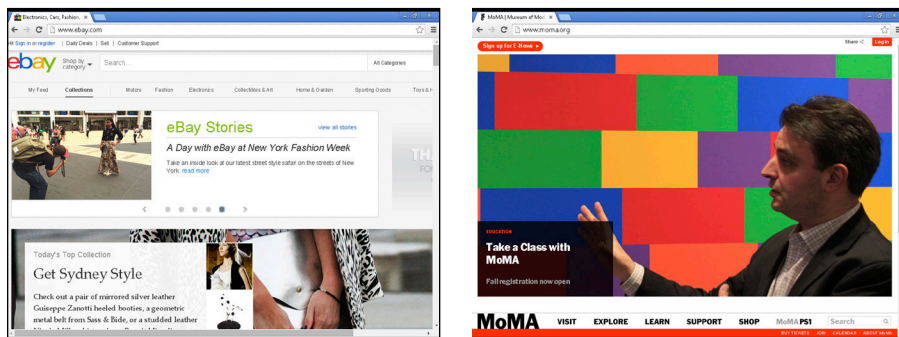 Electronics, Cars, Fashion,
www.ebay.com
Hi! Sign in or register | Daily Deals | Sell | Customer Support
ebay
Shop by
category
Search...
All Categories
My Feed Collections Motors Fashion Electronics Collectibles & Art Home & Garden Sporting Goods Toys & H
eBay Stories
view all stories
A Day with eBay at New York Fashion Week
Take an inside look at our latest street style safari on the streets of New
York. read more
TH
FO
Today's Top Collection
Get Sydney Style
Check out a pair of mirrored silver leather
Guiseppe Zanotti heeled booties, a geometric
metal belt from Sass & Bide, or a studded leather
MoMA | Museum of Mo
www.moma.org
Sign up for E-News
Share
Log In
EDUCATION
Take a Class with
MoMA
Fall registration now open
MoMA VISIT EXPLORE LEARN SUPPORT SHOP MoMA PS1 Search
BUY TICKETS JOIN CALENDAR ABOUT MoMA